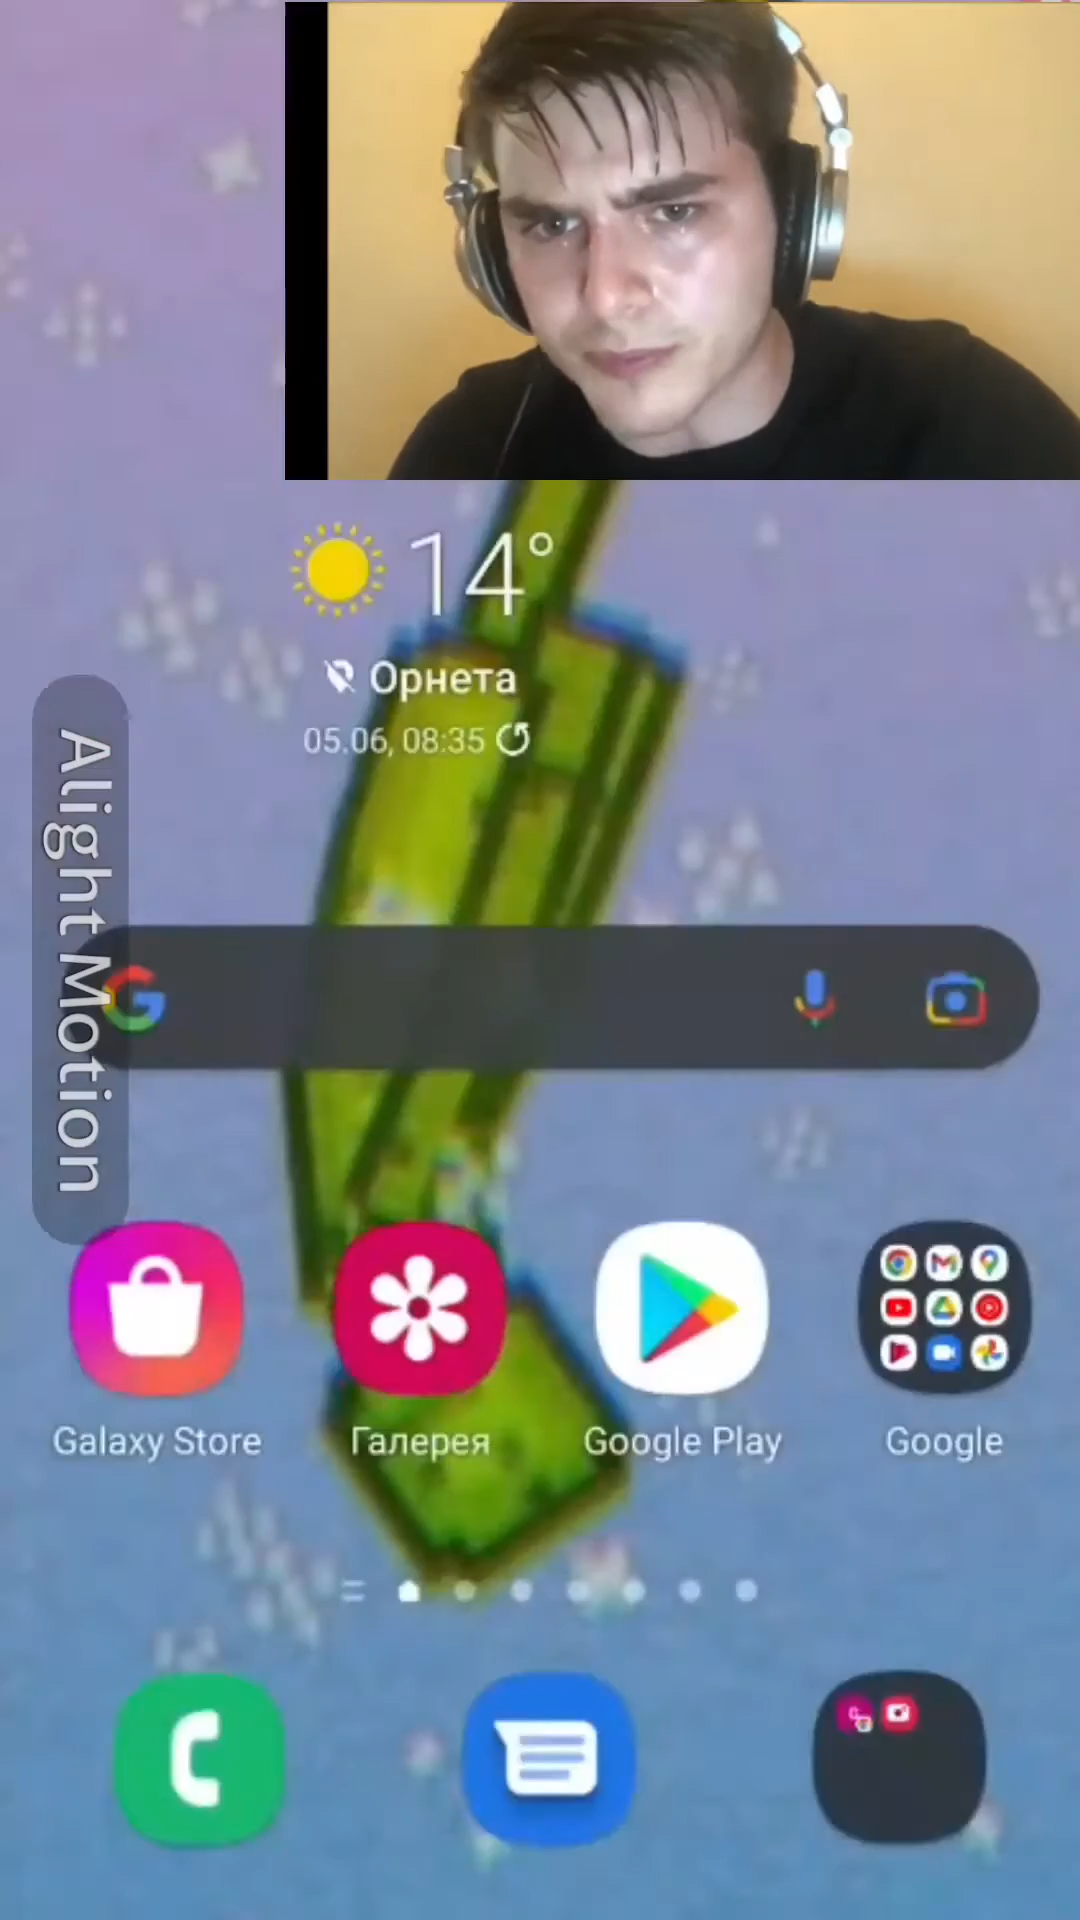 14°
Орнета
05.06, 08:35
Alight Motion
Galaxy Store
Галерея
Google Play
Google